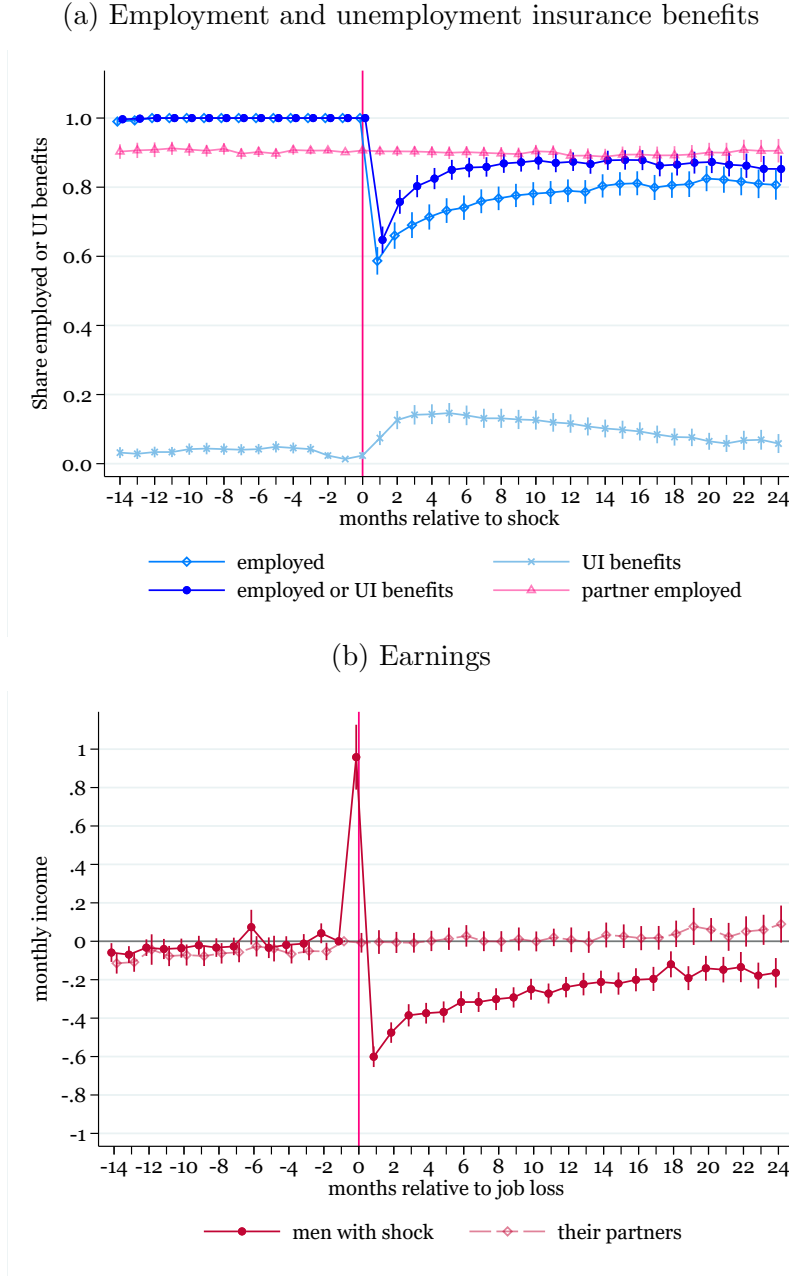 (a) Employment and unemployment insurance benefits
Share employed or UI benefits
1.0
0.8
0.6
0.4
0.2
0.0
-14 -12 -10 -8 -6 -4 -2 0 2 4 6 8 10 12 14 16 18 20 22 24
months relative to shock
employed UI benefits
employed or UI benefits partner employed
(b) Earnings
monthly income
1
.8
.6
.4
.2
0
-.2
-.4
-.6
-.8
-1
-14 -12 -10 -8 -6 -4 -2 0 2 4 6 8 10 12 14 16 18 20 22 24
months relative to job loss
men with shock their partners